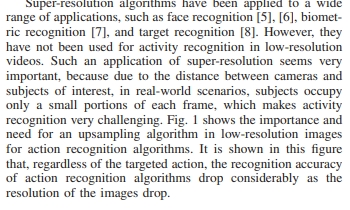 Super-resolution algorithms have been applied to a wide
range of applications, such as face recognition [5], [6], biomet-
ric recognition [7], and target recognition [8]. However, they
have not been used for activity recognition in low-resolution
videos. Such an application of super-resolution seems very
important, because due to the distance between cameras and
subjects of interest, in real-world scenarios, subjects occupy
only a small portions of each frame, which makes activity
recognition very challenging. Fig. 1 shows the importance and
need for an upsampling algorithm in low-resolution images
for action recognition algorithms. It is shown in this figure
that, regardless of the targeted action, the recognition accuracy
of action recognition algorithms drop considerably as the
resolution of the images drop.